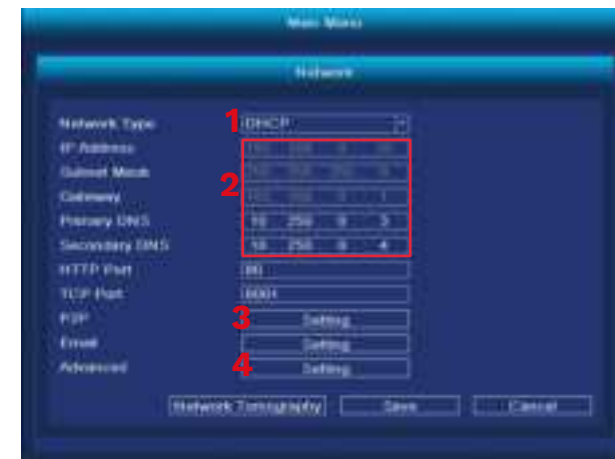 Main Menu
Network
Network Type 1 DHCP
IP Address
Subnet Mask
2
Gateway 1
Primary DNS 10 250 0 3
Secondary DNS 10 250 0 4
HTTP Port 80
TCP Port
P2P 3 Setting
Email Setting
Advanced 4 Setting
Network Tomography Save Cancel